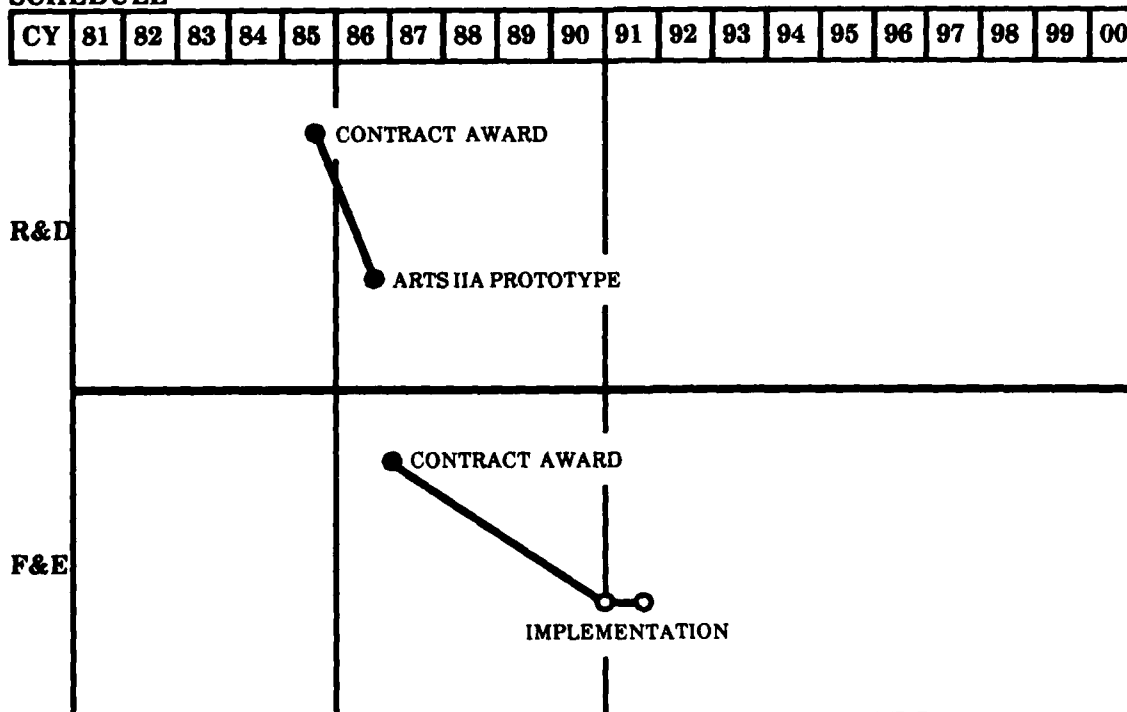 SCHEDULE
CY 81 82 83 84 85 86 87 88 89 90 91 92 93 94 95 96 97 98 99 00
CONTRACT AWARD
R&D
ARTS IIA PROTOTYPE
CONTRACT AWARD
F&E
IMPLEMENTATION